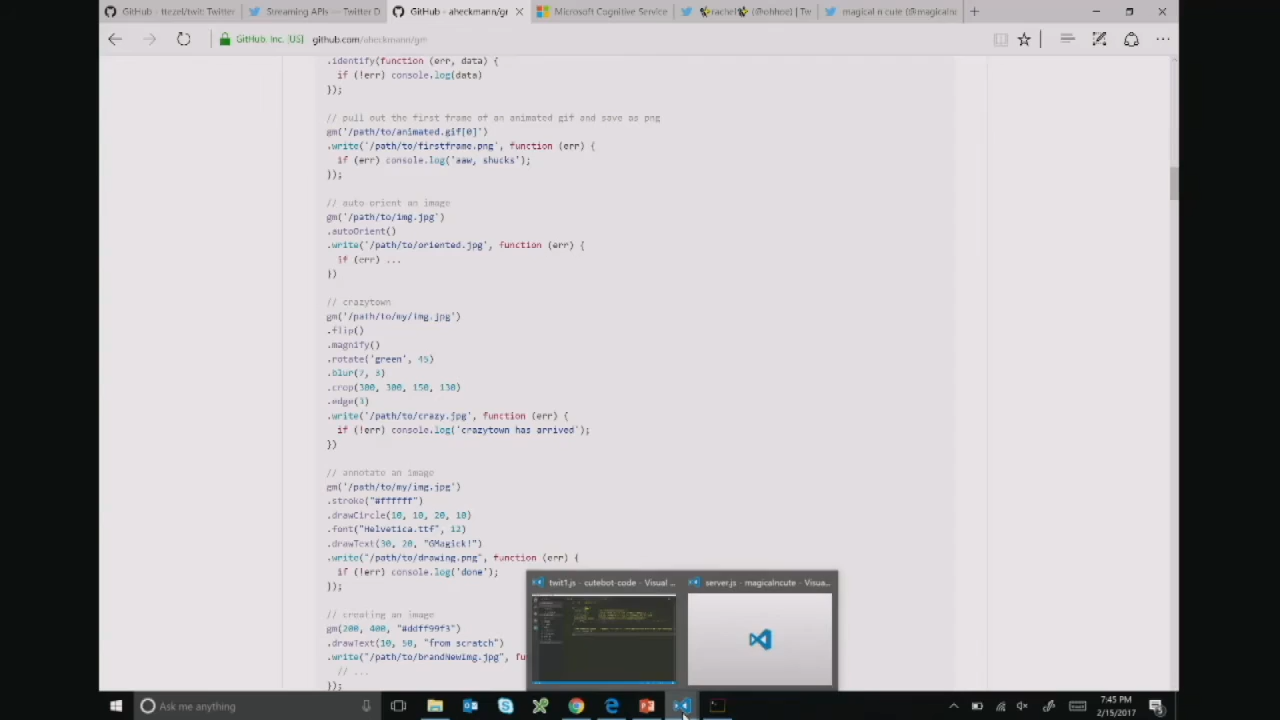 GitHub - ttezel/twit: Twitter
Streaming APIs — Twitter D
GitHub - aheckmann/gr
Microsoft Cognitive Service
rachel (@ohhoe) | Tw
magical n cute (@magicalnc
GitHub, Inc. [US]
github.com/aheckmann/gm
.identify(function (err, data) {
if (!err) console.log(data)
});
// pull out the first frame of an animated gif and save as png
gm('/path/to/animated.gif[0]')
.write('/path/to/firstframe.png', function (err) {
if (err) console.log('aaw, shucks');
});
// auto orient an image
gm('/path/to/img.jpg')
.autoOrient()
.write('/path/to/oriented.jpg', function (err) {
if (err) ...
})
// crazytown
gm('/path/to/my/img.jpg')
.flip()
.magnify()
.rotate('green', 45)
.blur(7, 3)
.crop(300, 300, 150, 130)
.edge(3)
.write('/path/to/crazy.jpg', function (err) {
if (!err) console.log('crazytown has arrived');
})
// annotate an image
gm('/path/to/my/img.jpg')
.stroke("#ffffff")
.drawCircle(10, 10, 20, 10)
.font("Helvetica.ttf", 12)
.drawText(30, 20, "GMagick!")
.write("/path/to/drawing.png", function (err) {
if (!err) console.log('done');
});
// creating an image
gm(200, 400, "#ddff99f3")
.drawText(10, 50, "from scratch")
.write("/path/to/brandNewImg.jpg", fu
// ...
});
twit1.js - cutebot-code - Visual ...
server.js - magicalncute - Visua...
Ask me anything
7:45 PM
2/15/2017